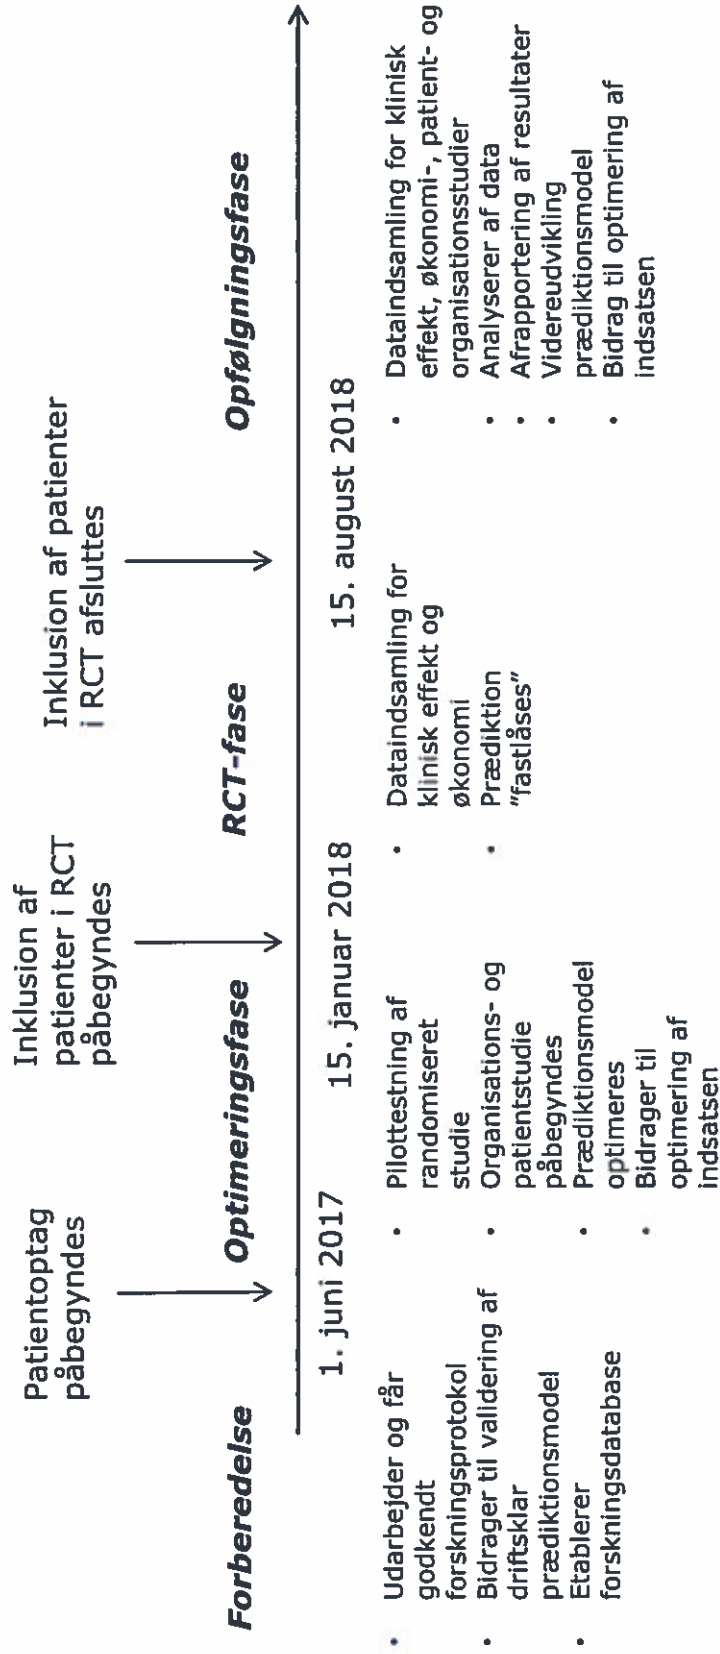 Patientoptag
påbegyndes
Inklusion af
patienter i RCT
påbegyndes
Inklusion af patienter
i RCT afsluttes
Forberedelse
Optimeringsfase
RCT-fase
Opfølgningsfase
1. juni 2017
15. januar 2018
15. august 2018
• Udarbejder og får
godkendt
forskningsprotokol
• Bidrager til validering af
driftsklar
prædiktionsmodel
• Etablerer
forskningsdatabase
• Pilottestning af
randomiseret
studie
• Organisations- og
patientstudie
påbegyndes
• Prædiktionsmodel
optimeres
• Bidrager til
optimering af
indsatsen
• Dataindsamling for
klinisk effekt og
økonomi
• Prædiktion
"fastlåses"
• Dataindsamling for klinisk
effekt, økonomi-, patient- og
organisationsstudier
• Analyserer af data
• Afrapportering af resultater
• Videreudvikling
prædiktionsmodel
• Bidrag til optimering af
indsatsen